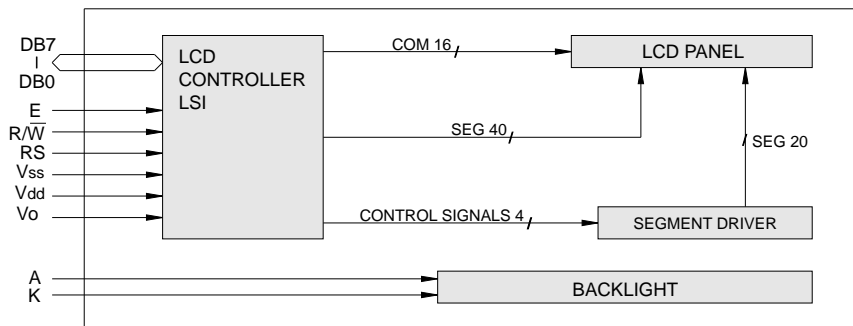 DB7
DB0
E
R/W
RS
Vss
Vdd
Vo
A
K
LCD
CONTROLLER
LSI
COM 16
LCD PANEL
SEG 40
SEG 20
CONTROL SIGNALS 4
SEGMENT DRIVER
BACKLIGHT